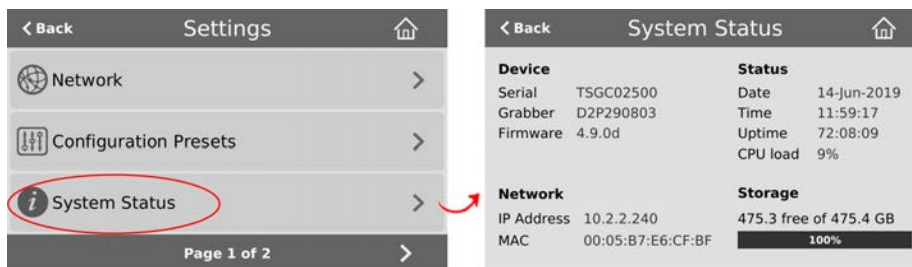 < Back Settings
Network >
Configuration Presets >
i System Status >
Page 1 of 2 >
< Back System Status
Device
Serial TSGC02500
Grabber D2P290803
Firmware 4.9.0d
Status
Date 14-Jun-2019
Time 11:59:17
Uptime 72:08:09
CPU load 9%
Network
IP Address 10.2.2.240
MAC 00:05:B7:E6:CF:BF
Storage
475.3 free of 475.4 GB
100%